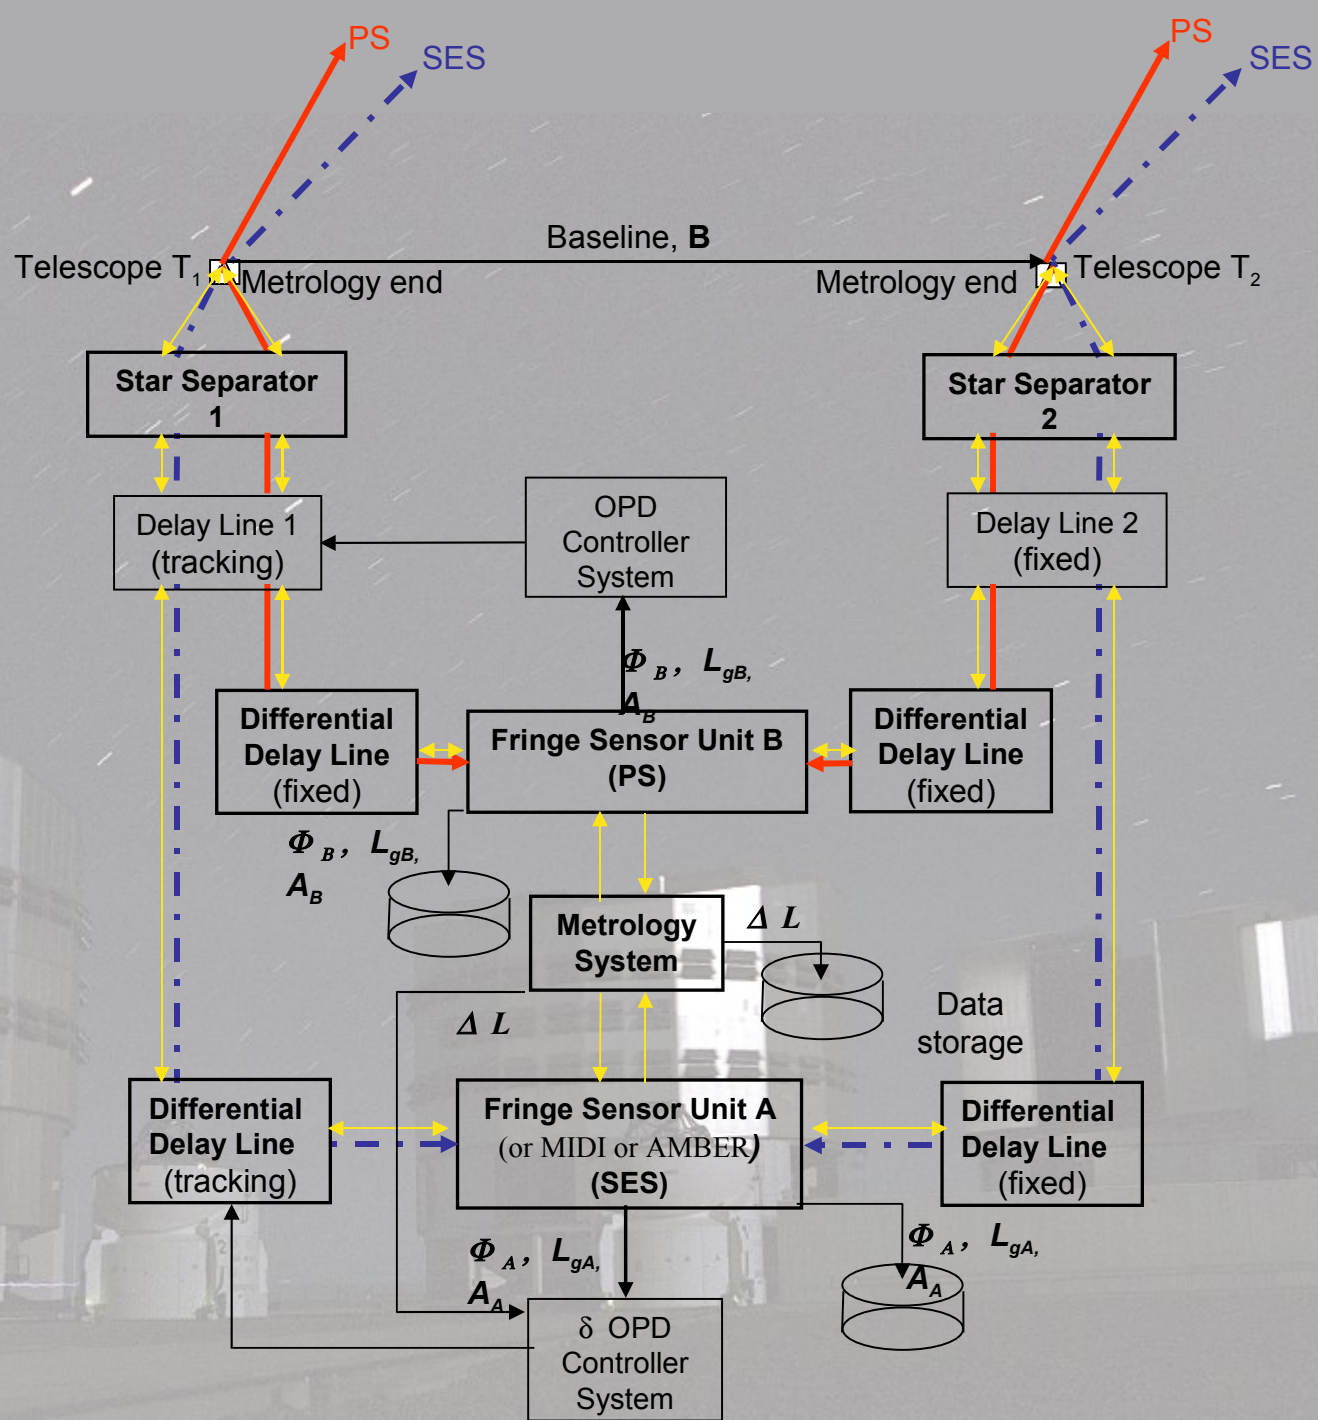 PS
SES
PS
SES
Baseline, B
Telescope T1
Metrology end
Metrology end
Telescope T2
Star Separator
1
Star Separator
2
Delay Line 1
(tracking)
OPD
Controller
System
Delay Line 2
(fixed)
Φ B, LgB,
AB
Differential
Delay Line
(fixed)
Fringe Sensor Unit B
(PS)
Differential
Delay Line
(fixed)
Φ B, LgB,
AB
Metrology
System
Δ L
Δ L
Data
storage
Differential
Delay Line
(tracking)
Fringe Sensor Unit A
(or MIDI or AMBER)
(SES)
Differential
Delay Line
(fixed)
Φ A, LgA,
AA
Φ A, LgA,
AA
δ OPD
Controller
System